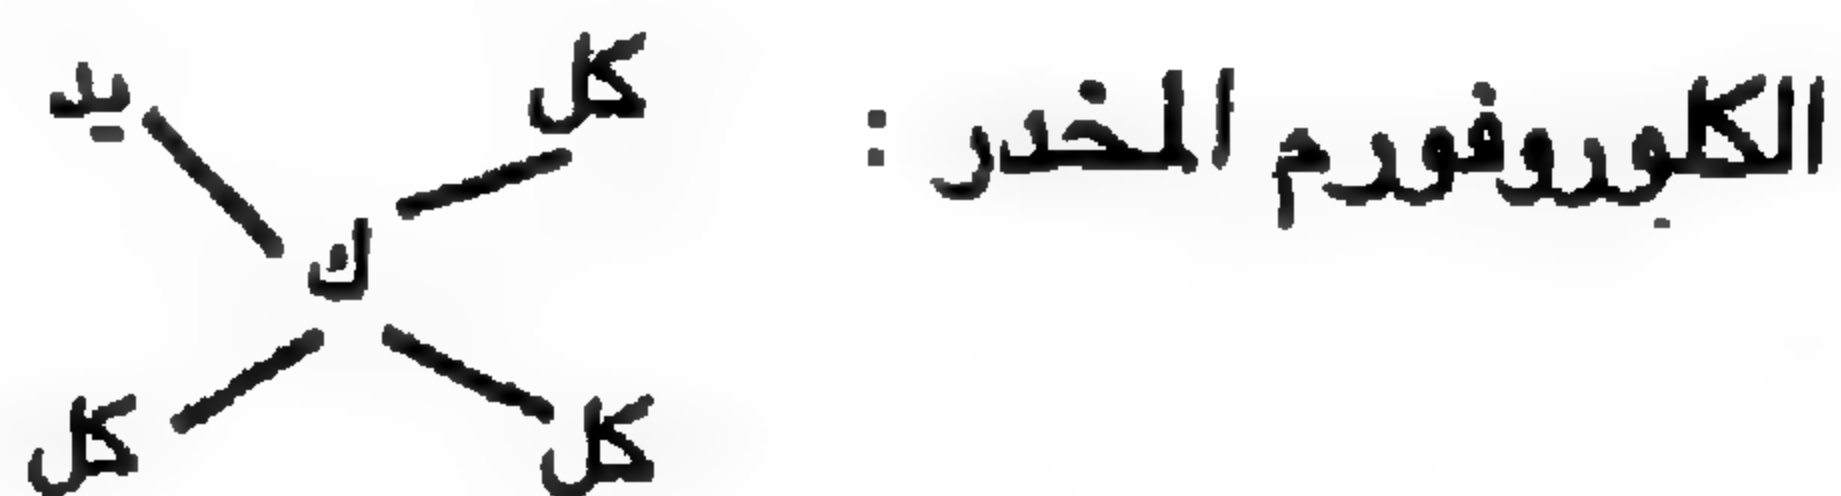 الكلوروفورم المخدر :
كل
يد
ك
كل
كل